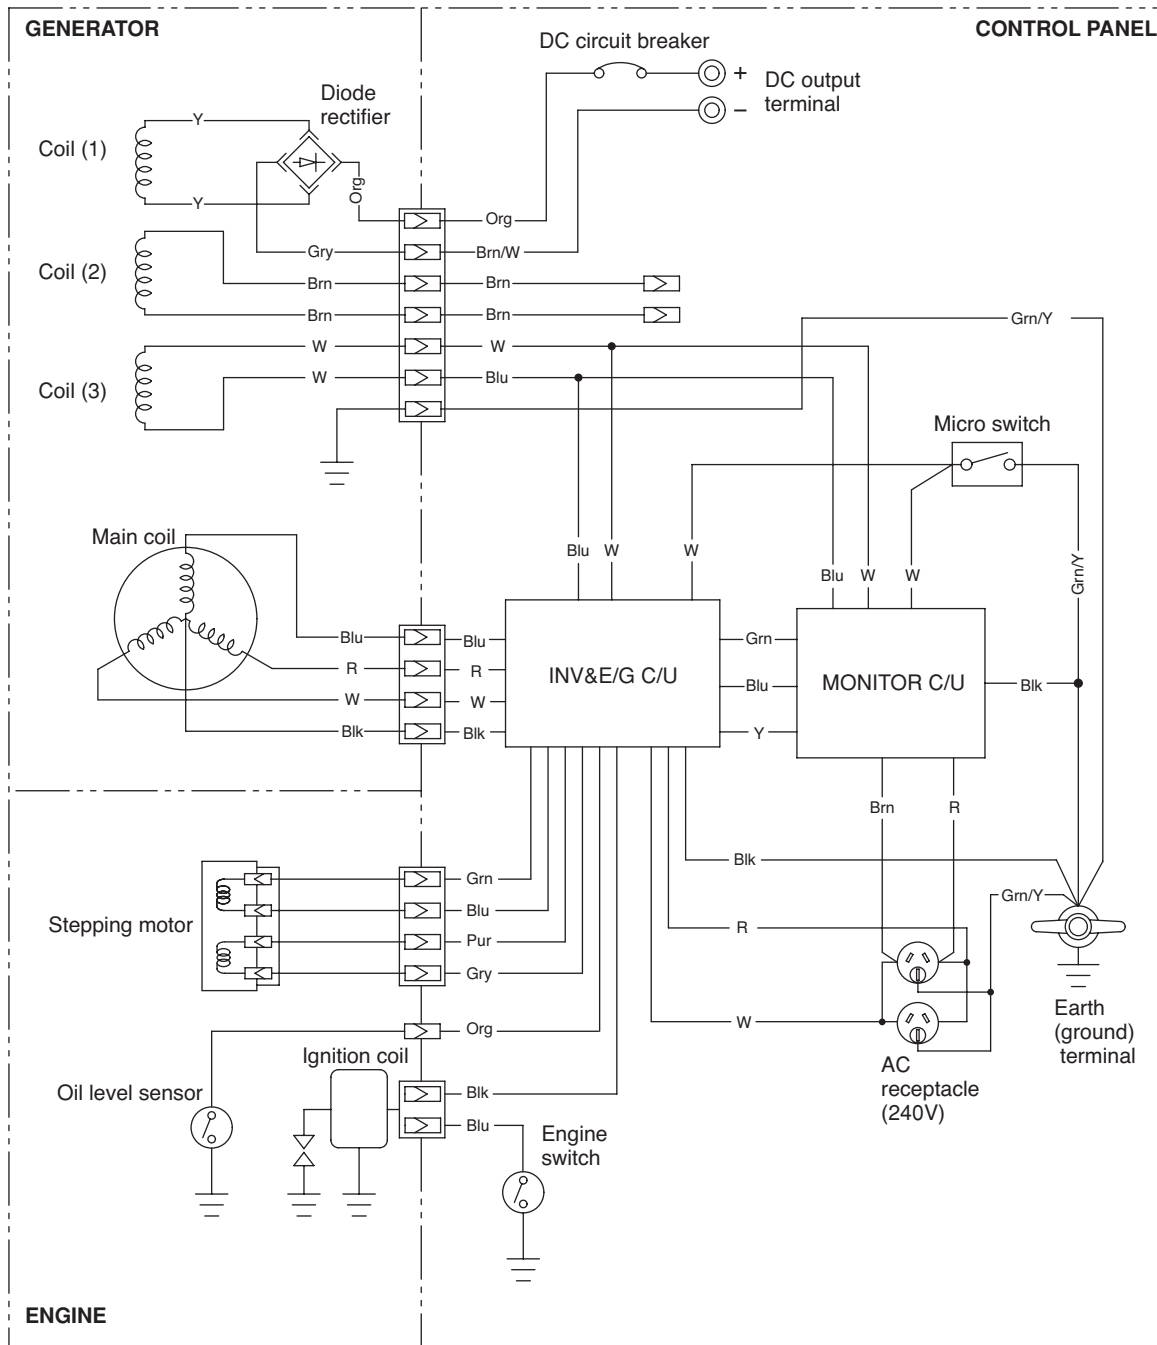 GENERATOR
CONTROL PANEL
DC circuit breaker
+
DC output
terminal
−
Diode
rectifier
Coil (1)
Y
Y
Org
Org
Gry
Brn/W
Coil (2)
Brn
Brn
Brn
Brn
Grn/Y
W
W
Coil (3)
W
Blu
Micro switch
Main coil
Blu
W
W
Blu
W
W
Grn/Y
Blu
Blu
R
R
W
W
Blk
Blk
INV&E/G C/U
Grn
Blu
Y
MONITOR C/U
Blk
Brn
R
Blk
Stepping motor
Grn
Blu
Pur
Gry
Grn/Y
R
W
Org
Earth
(ground)
terminal
AC
receptacle
(240V)
Ignition coil
Oil level sensor
Blk
Blu
Engine
switch
ENGINE